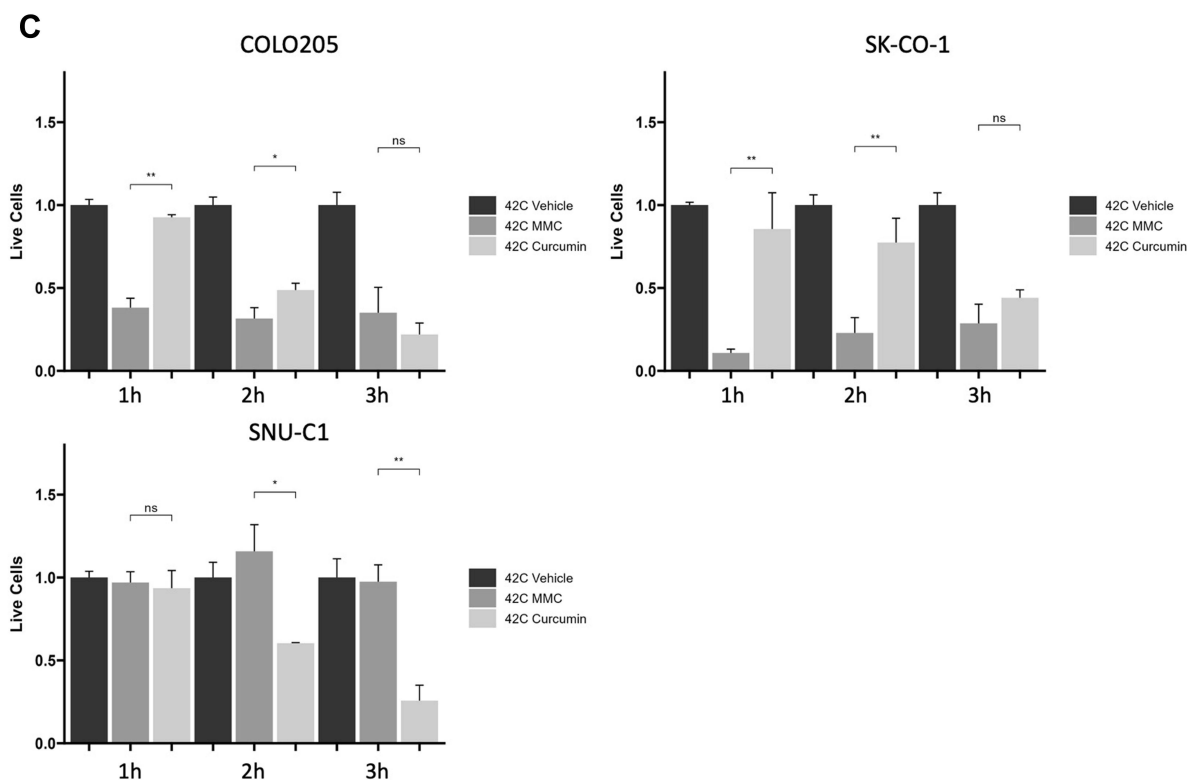 C
COLO205
Live Cells
1.5
1.0
0.5
0.0
**
*
ns
1h
2h
3h
42C Vehicle
42C MMC
42C Curcumin
SK-CO-1
Live Cells
1.5
1.0
0.5
0.0
**
**
ns
1h
2h
3h
42C Vehicle
42C MMC
42C Curcumin
SNU-C1
Live Cells
1.5
1.0
0.5
0.0
ns
*
**
1h
2h
3h
42C Vehicle
42C MMC
42C Curcumin